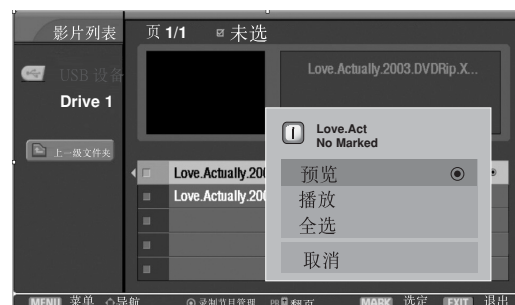 影片列表
页 1/1 未选
USB 设备
Drive 1
上一级文件夹
Love.Actually.2003.DVDRip.X...
Love.Act
No Marked
预览
播放
全选
取消
Love.Actually.200
Love.Actually.200
MENU 菜单 导航 录制节目管理 PR 翻页 MARK 选定 EXIT 退出